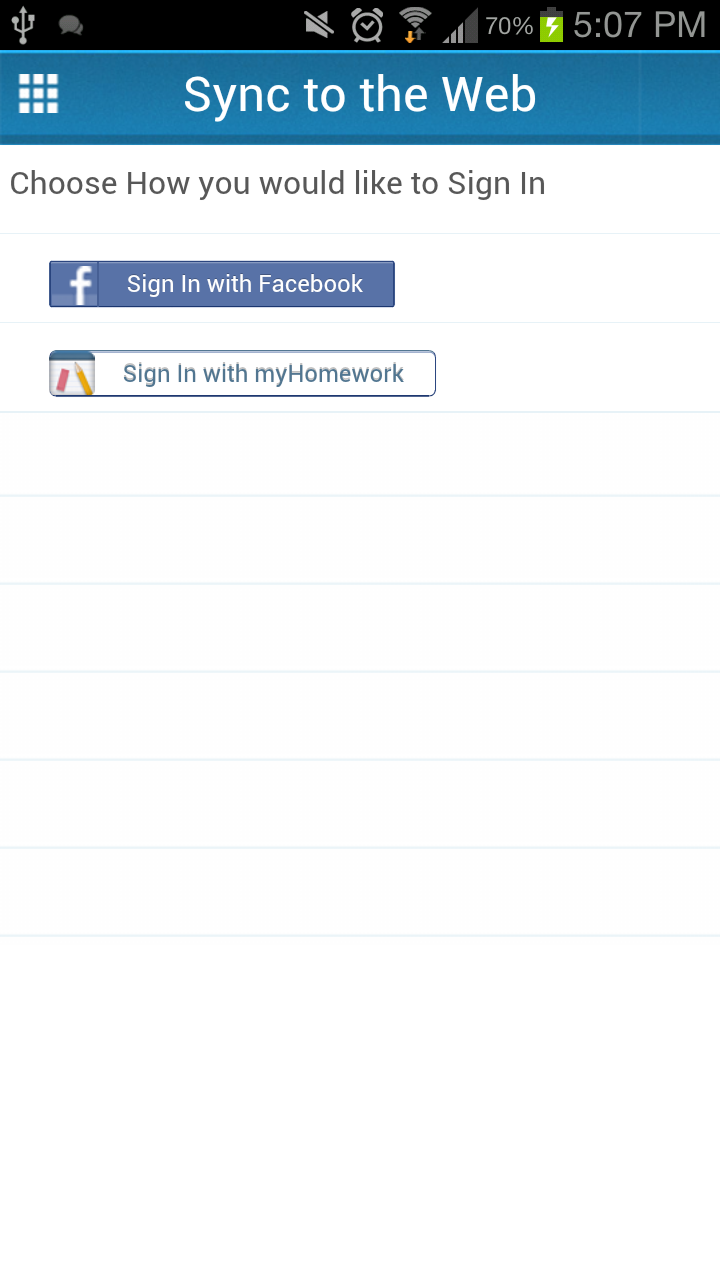 70% 5:07 PM
Sync to the Web
Choose How you would like to Sign In
f Sign In with Facebook
Sign In with myHomework